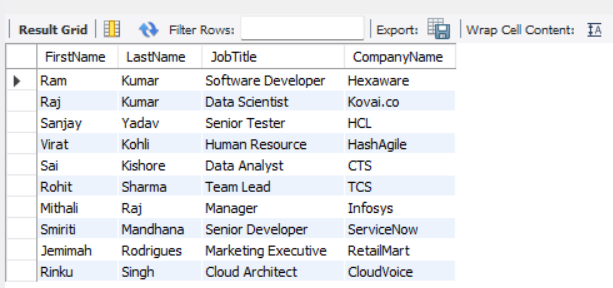 Result Grid Filter Rows: Export: Wrap Cell Content: IA
FirstName LastName JobTitle CompanyName
Ram Kumar Software Developer Hexaware
Raj Kumar Data Scientist Kovai.co
Sanjay Yadav Senior Tester HCL
Virat Kohli Human Resource HashAgile
Sai Kishore Data Analyst CTS
Rohit Sharma Team Lead TCS
Mithali Raj Manager Infosys
Smiriti Mandhana Senior Developer ServiceNow
Jemimah Rodrigues Marketing Executive RetailMart
Rinku Singh Cloud Architect CloudVoice